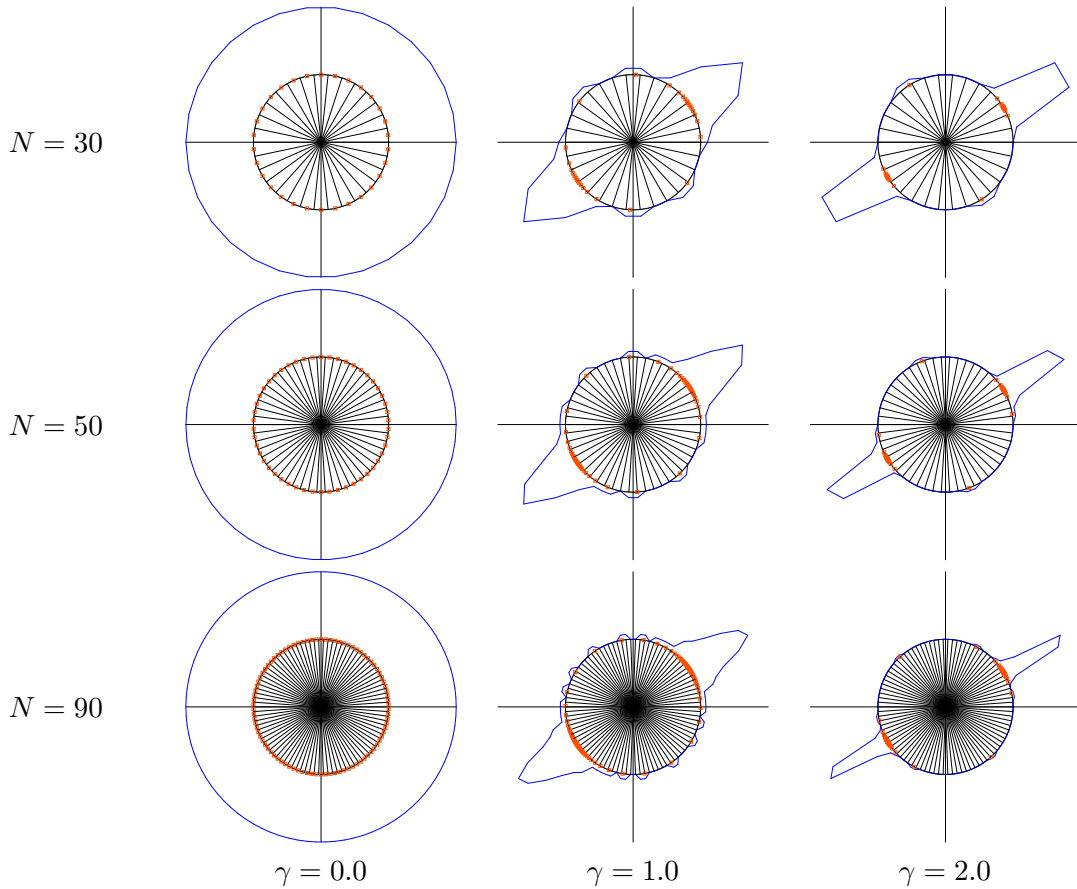 N = 30
N = 50
N = 90
γ = 0.0
γ = 1.0
γ = 2.0